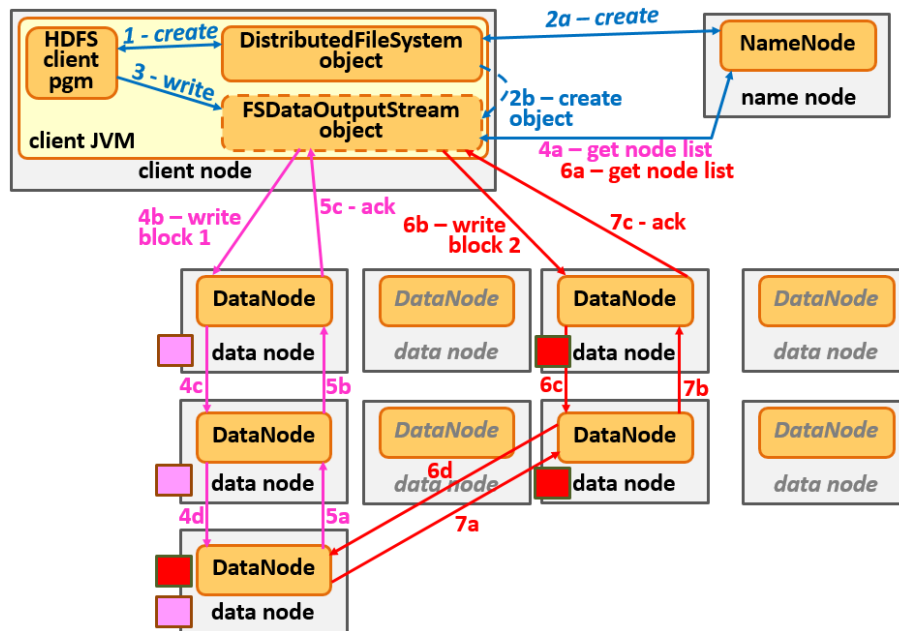 HDFS
client
pgm
1 - create
3 - write
DistributedFileSystem
object
FSDataOutputStream
object
client JVM
client node
2a – create
2b – create
object
NameNode
name node
4a – get node list
6a – get node list
4b – write
block 1
5c - ack
6b – write
block 2
7c - ack
DataNode
data node
DataNode
data node
DataNode
data node
DataNode
data node
4c
5b
6c
7b
DataNode
data node
DataNode
data node
DataNode
data node
DataNode
data node
6d
4d
5a
7a
DataNode
data node